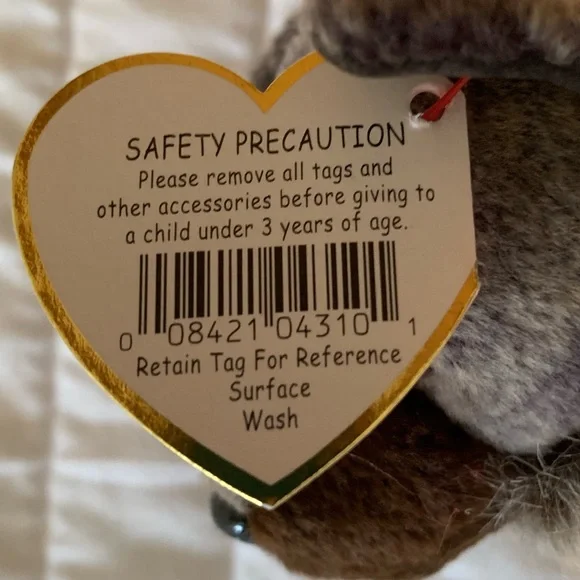 SAFETY PRECAUTION
Please remove all tags and
other accessories before giving to
a child under 3 years of age.
0 08421 04310 1
Retain Tag For Reference
Surface
Wash